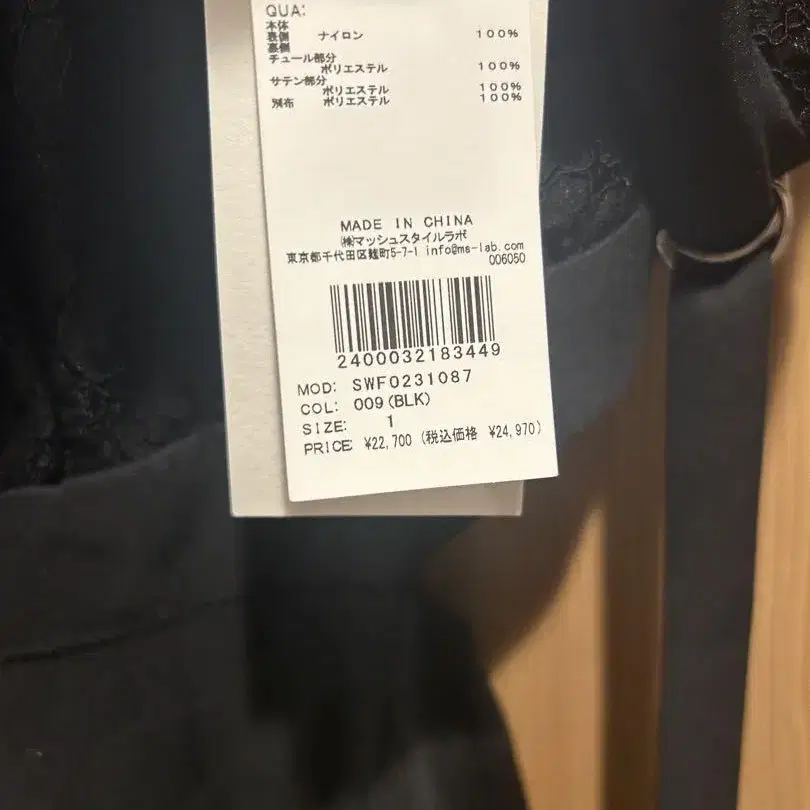 QUA:
本体
表側 ナイロン 100%
裏側
チュール部分
ポリエステル 100%
サテン部分
ポリエステル 100%
別布 ポリエステル 100%
MADE IN CHINA
㈱マッシュスタイルラボ
東京都千代田区麹町5-7-1 info@ms-lab.com
006050
2400032183449
MOD: SWFO231087
COL: 009(BLK)
SIZE: 1
PRICE: ¥22,700 (税込価格 ¥24,970)